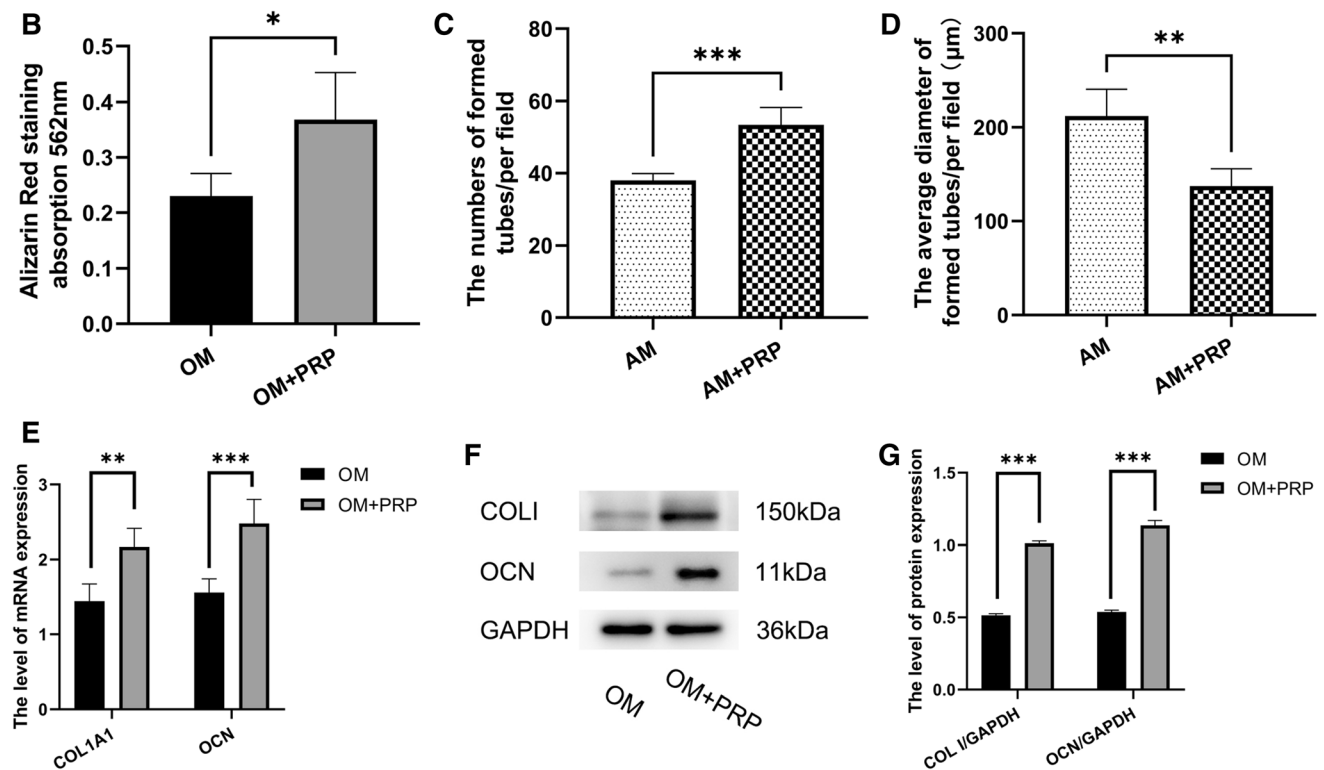 B
*
Alizarin Red staining
absorption 562nm
0.5
0.4
0.3
0.2
0.1
0.0
OM
OM+PRP
C
***
The numbers of formed
tubes/per field
80
60
40
20
0
AM
AM+PRP
D
**
The average diameter of
formed tubes/per field（μm）
300
200
100
0
AM
AM+PRP
E
The level of mRNA expression
3
2
1
0
**
***
COL1A1
OCN
OM
OM+PRP
F
COLI
150kDa
OCN
11kDa
GAPDH
36kDa
OM
OM+PRP
G
The level of protein expression
1.5
1.0
0.5
0.0
***
***
COL I/GAPDH
OCN/GAPDH
OM
OM+PRP